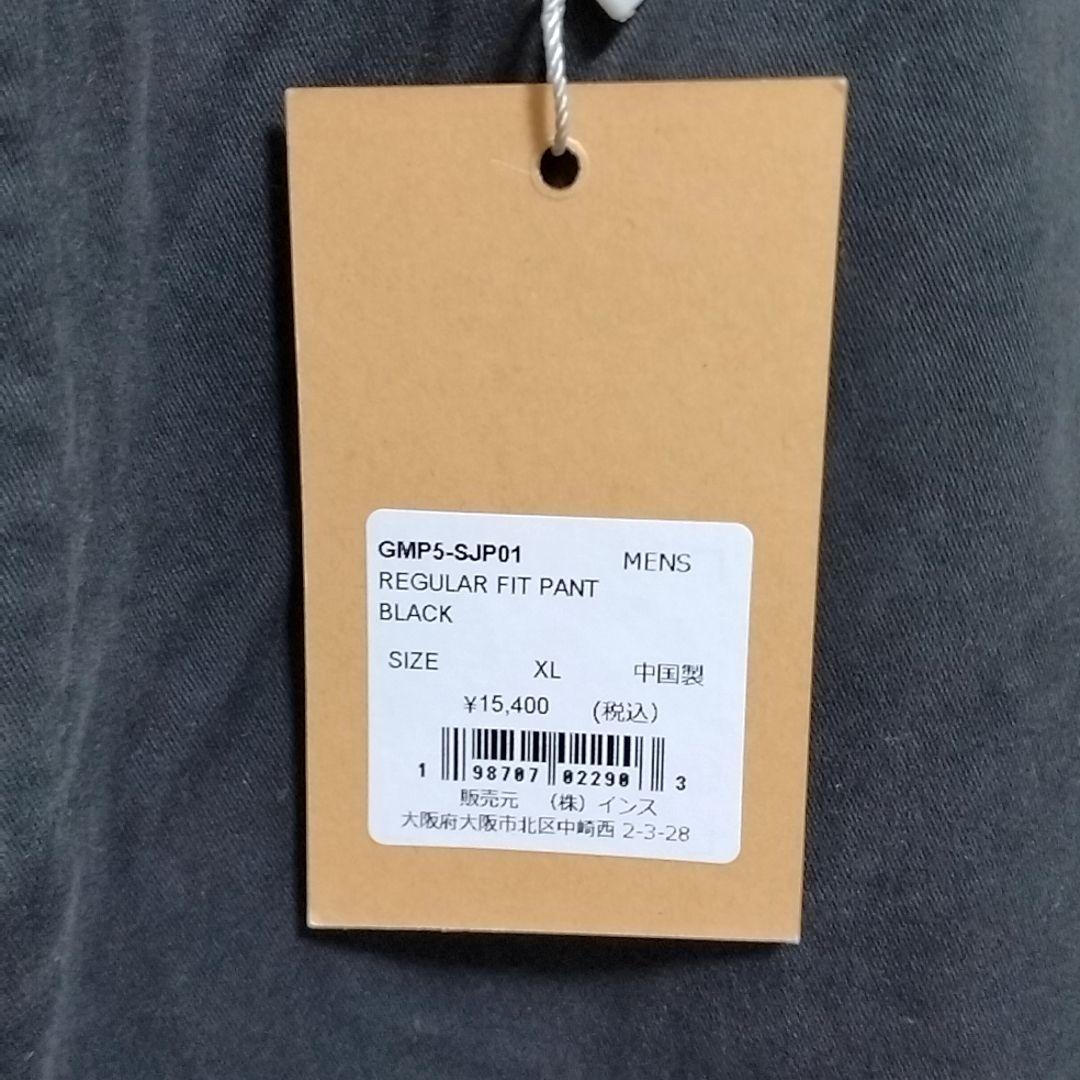 GMP5-SJP01 MENS
REGULAR FIT PANT
BLACK
SIZE XL 中国製
¥15,400 (税込)
1 98707 02290 3
販売元 (株) インス
大阪府大阪市北区中崎西 2-3-28